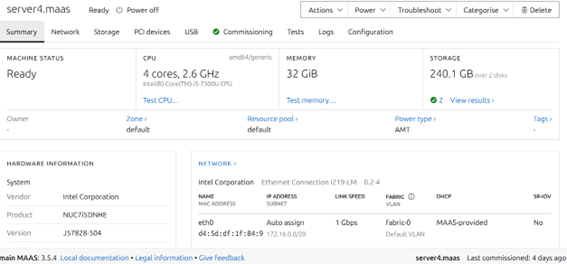 server4.maas Ready Power off Actions Power Troubleshoot Categorise Delete
Summary Network Storage PCI devices USB Commissioning Tests Logs Configuration
MACHINE STATUS
Ready
CPU amd64/generic
4 cores, 2.6 GHz
Intel(R) Core(TM) i5-7300U CPU
Test CPU...
MEMORY
32 GiB
Test memory...
STORAGE
240.1 GB over 2 disks
2 View results ›
Owner
-
Zone ›
default
Resource pool ›
default
Power type ›
AMT
Tags ›
-
HARDWARE INFORMATION
System
Vendor Intel Corporation
Product NUC7i5DNHE
Version J57828-504
NETWORK ›
Intel Corporation Ethernet Connection I219-LM 0.2-4
NAME IP ADDRESS LINK SPEED FABRIC DHCP SR-IOV
MAC ADDRESS SUBNET VLAN
eth0 Auto assign 1 Gbps fabric-0 MAAS-provided No
d4:5d:df:1f:84:9 172.16.0.0/20 Default VLAN
main MAAS: 3.5.4 Local documentation • Legal information • Give feedback server4.maas Last commissioned: 4 days ago